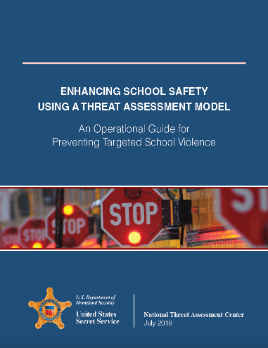 ENHANCING SCHOOL SAFETY
USING A THREAT ASSESSMENT MODEL
An Operational Guide for
Preventing Targeted School Violence
STOP
STOP
STOP
U.S. Department of
Homeland Security
United States
Secret Service
National Threat Assessment Center
July 2018